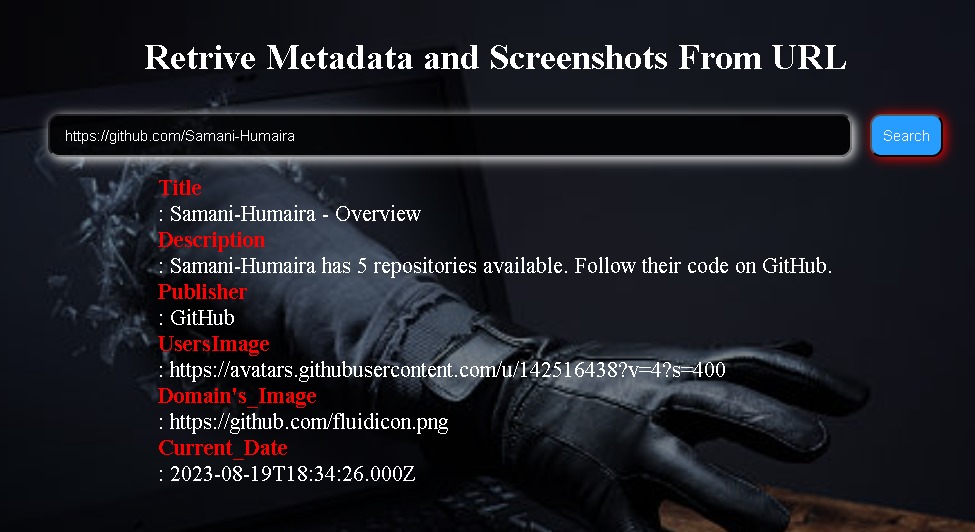 Retrive Metadata and Screenshots From URL
https://github.com/Samani-Humaira
Search
Title
: Samani-Humaira - Overview
Description
: Samani-Humaira has 5 repositories available. Follow their code on GitHub.
Publisher
: GitHub
UsersImage
: https://avatars.githubusercontent.com/u/142516438?v=4?s=400
Domain's_Image
: https://github.com/fluidicon.png
Current_Date
: 2023-08-19T18:34:26.000Z